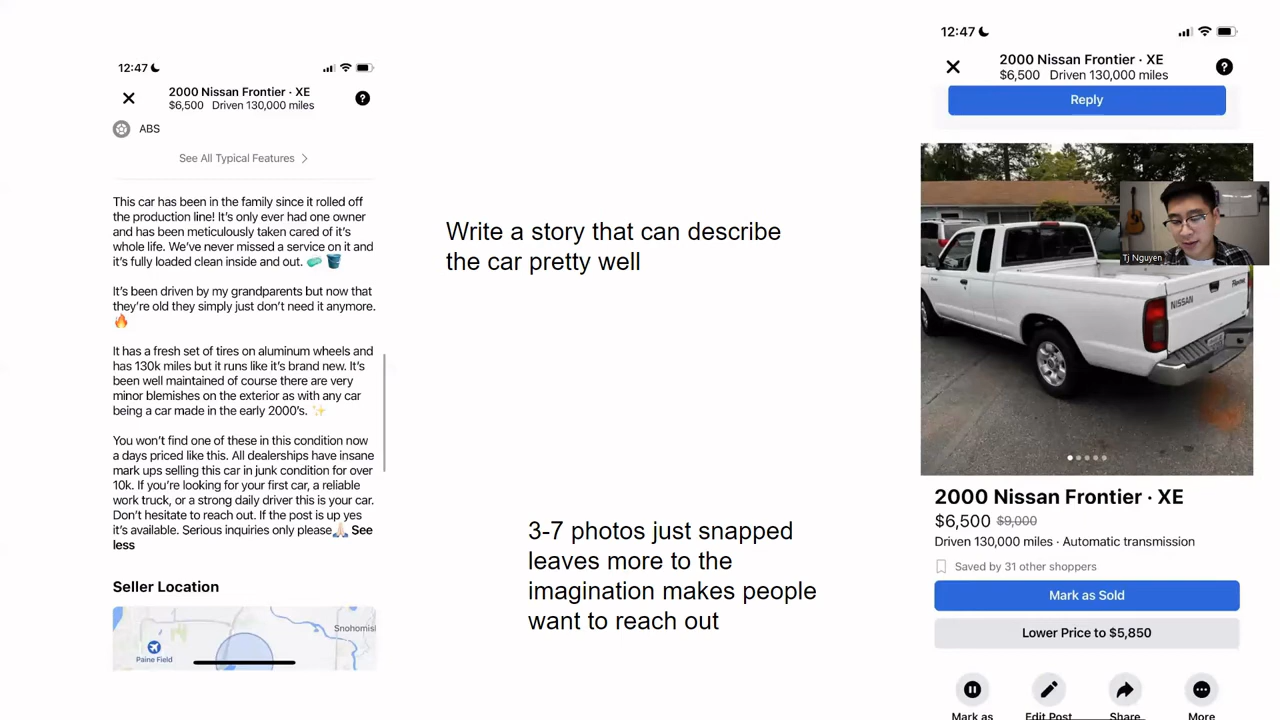 12:47
2000 Nissan Frontier · XE
$6,500 Driven 130,000 miles
ABS
See All Typical Features
This car has been in the family since it rolled off
the production line! It's only ever had one owner
and has been meticulously taken cared of it's
whole life. We've never missed a service on it and
it's fully loaded clean inside and out. 🧼 🪣
It's been driven by my grandparents but now that
they're old they simply just don't need it anymore.
🔥
It has a fresh set of tires on aluminum wheels and
has 130k miles but it runs like it's brand new. It's
been well maintained of course there are very
minor blemishes on the exterior as with any car
being a car made in the early 2000's. ✨
You won't find one of these in this condition now
a days priced like this. All dealerships have insane
mark ups selling this car in junk condition for over
10k. If you're looking for your first car, a reliable
work truck, or a strong daily driver this is your car.
Don't hesitate to reach out. If the post is up yes
it's available. Serious inquiries only please🙏🏻 See
less
Seller Location
Snohomis
Paine Field
Write a story that can describe
the car pretty well
3-7 photos just snapped
leaves more to the
imagination makes people
want to reach out
12:47
2000 Nissan Frontier · XE
$6,500 Driven 130,000 miles
Reply
Tj Nguyen
NISSAN
Frontier
2000 Nissan Frontier · XE
$6,500 $9,000
Driven 130,000 miles · Automatic transmission
Saved by 31 other shoppers
Mark as Sold
Lower Price to $5,850
Mark as
Edit Post
Share
More